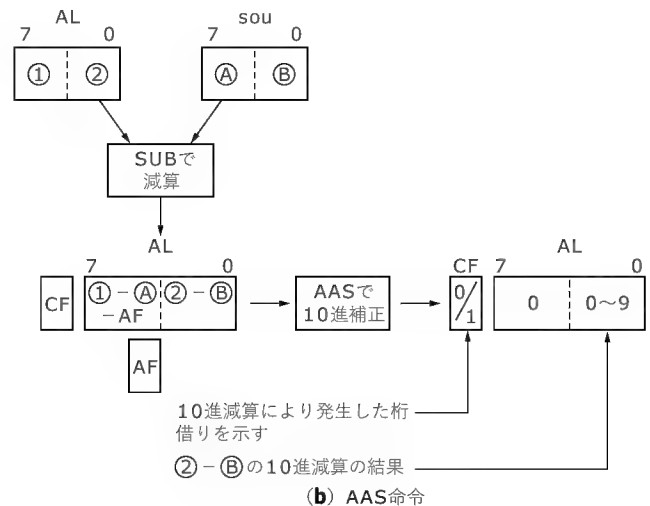 AL
sou
7 0
7 0
① ②
Ⓐ Ⓑ
SUBで
減算
AL
7 0
CF
①−Ⓐ ②−Ⓑ
−AF
AF
AASで
10進補正
CF
0/1
AL
7 0
0
0〜9
10進減算により発生した桁
借りを示す
②−Ⓑの10進減算の結果
(b) AAS命令